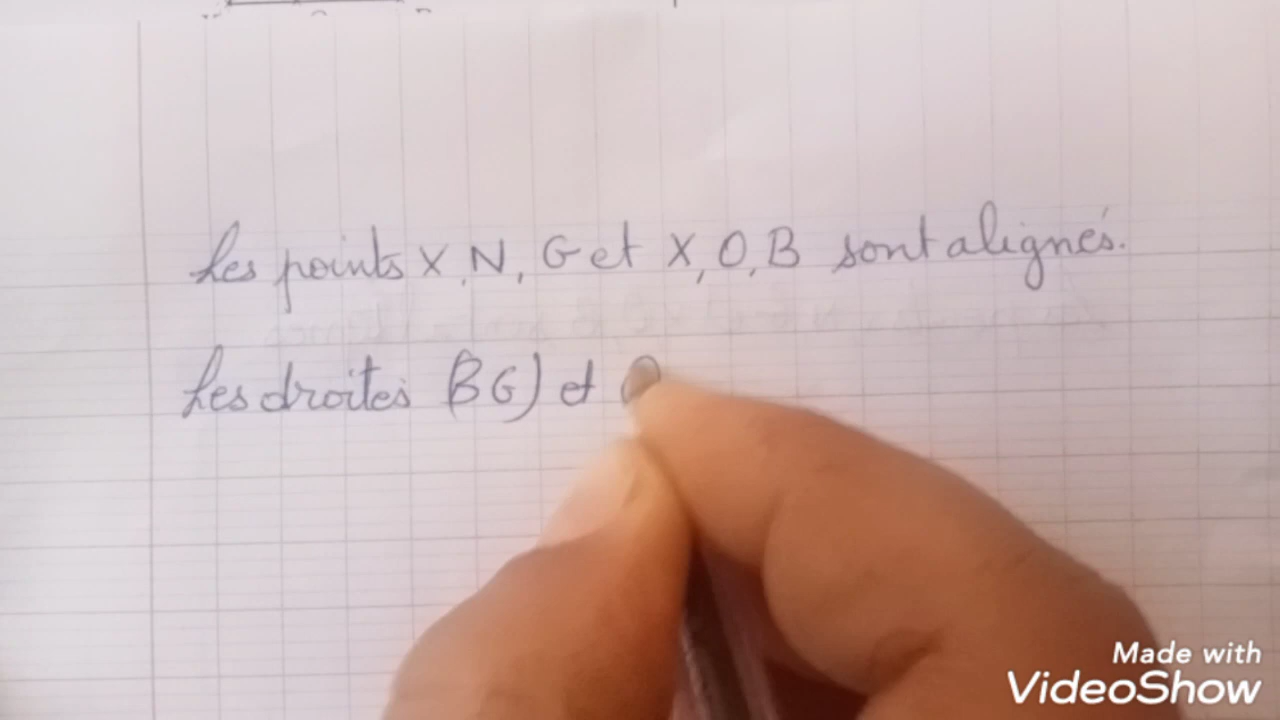 Les points X, N, G et X, O, B sont alignés.
Les droites (BG) et
Made with
VideoShow